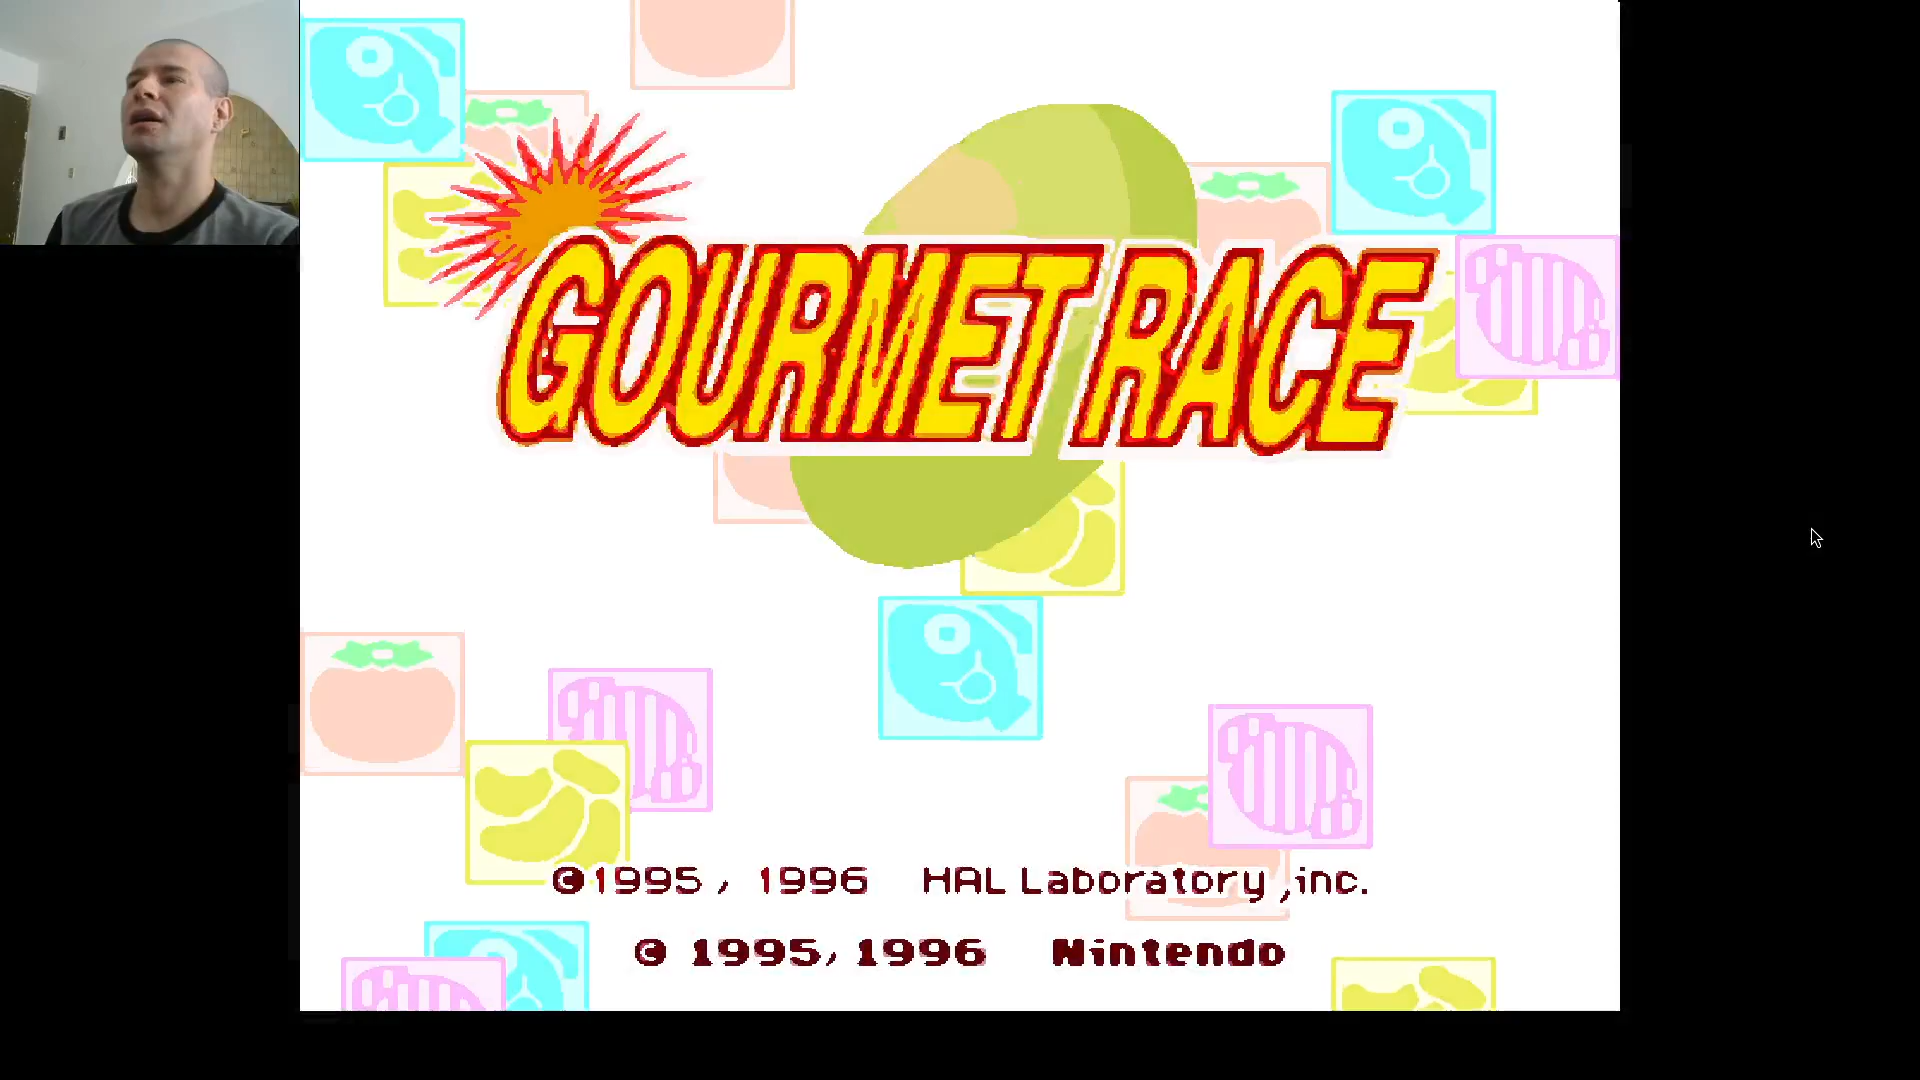 GOURMET RACE
©1995, 1996 HAL Laboratory, inc.
© 1995, 1996 Nintendo